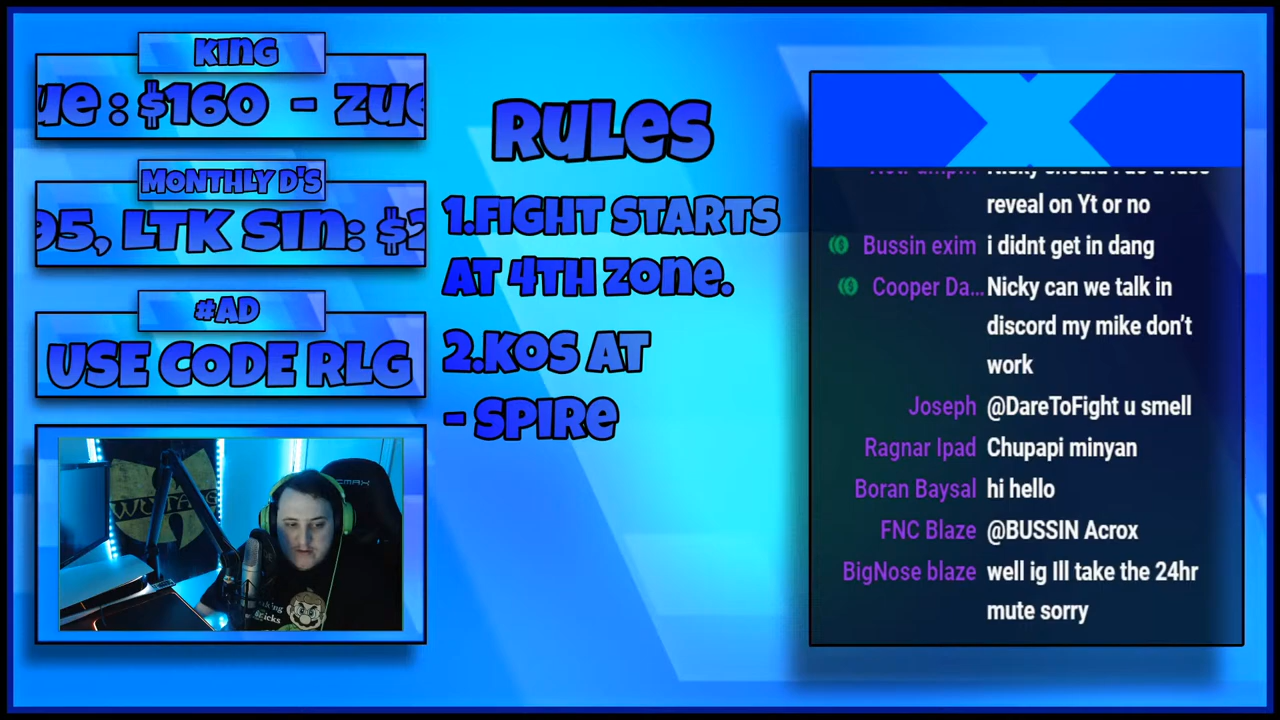 King
ue : $160 - zue
Monthly D's
95, LTK Sin: $2
#AD
USE CODE RLG
Rules
1.Fight starts
at 4th zone.
2.KOS at
- Spire
reveal on Yt or no
Bussin exim i didnt get in dang
Cooper Da... Nicky can we talk in
discord my mike don't
work
Joseph @DareToFight u smell
Ragnar Ipad Chupapi minyan
Boran Baysal hi hello
FNC Blaze @BUSSIN Acrox
BigNose blaze well ig Ill take the 24hr
mute sorry